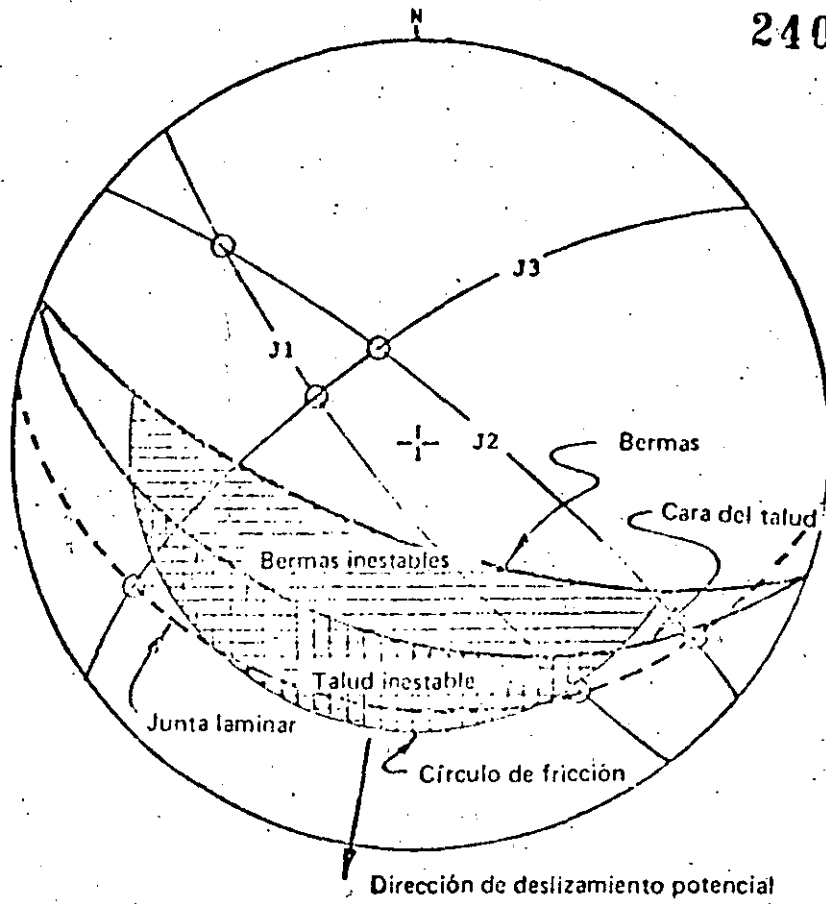 240
N
J3
J1
J2
Bermas
Cara del talud
Bermas inestables
Talud inestable
Junta laminar
Círculo de fricción
Dirección de deslizamiento potencial